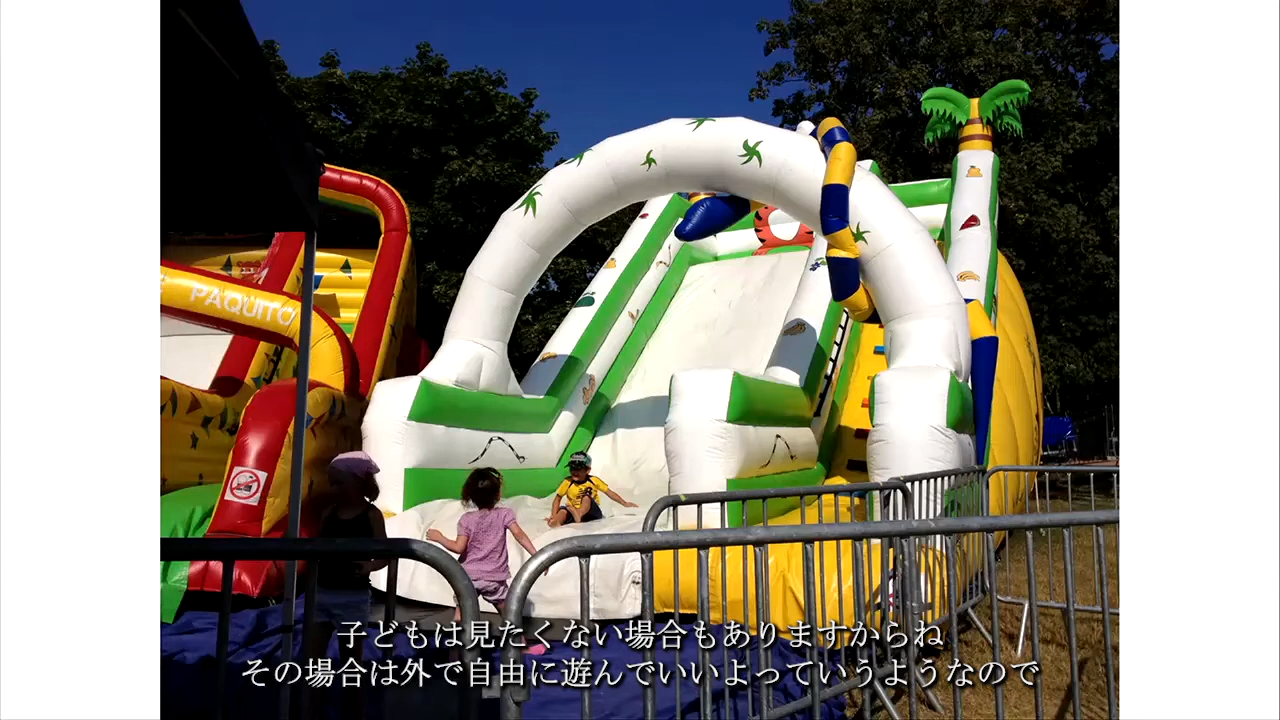 PAQUITO
子どもは見たくない場合もありますからね
その場合は外で自由に遊んでいいよっていうようなので